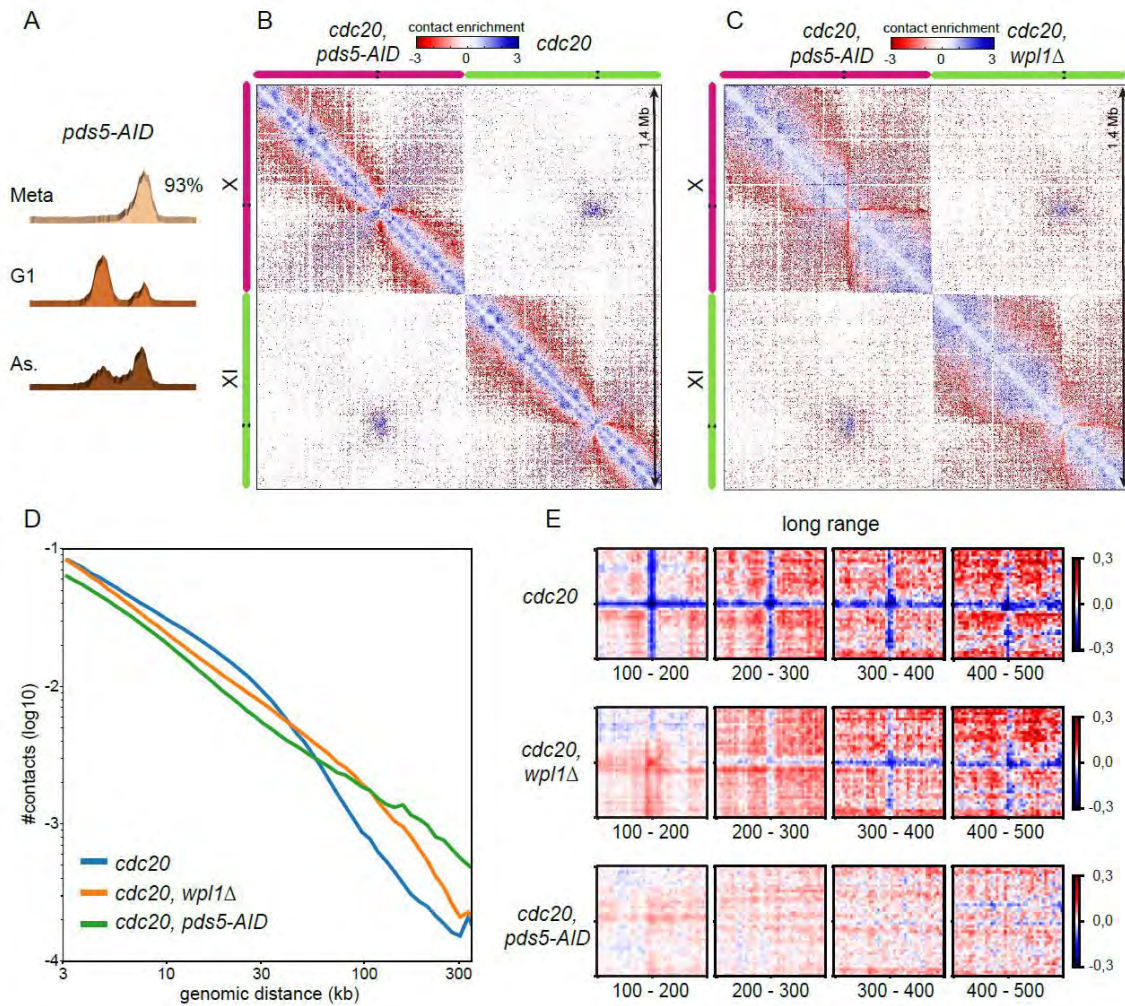 A
pds5-AID
Meta
93%
G1
As.
B
cdc20,
pds5-AID
contact enrichment
-3 3
cdc20
1.4 Mb
X
XI
C
cdc20,
pds5-AID
contact enrichment
-3 3
cdc20,
wpl1Δ
1.4 Mb
X
XI
D
-1
-2
-3
-4
#contacts (log10)
cdc20
cdc20, wpl1Δ
cdc20, pds5-AID
3 10 30 100 300
genomic distance (kb)
E
long range
cdc20
0,3
0,0
-0,3
100 - 200 200 - 300 300 - 400 400 - 500
cdc20,
wpl1Δ
0,3
0,0
-0,3
100 - 200 200 - 300 300 - 400 400 - 500
cdc20,
pds5-AID
0,3
0,0
-0,3
100 - 200 200 - 300 300 - 400 400 - 500